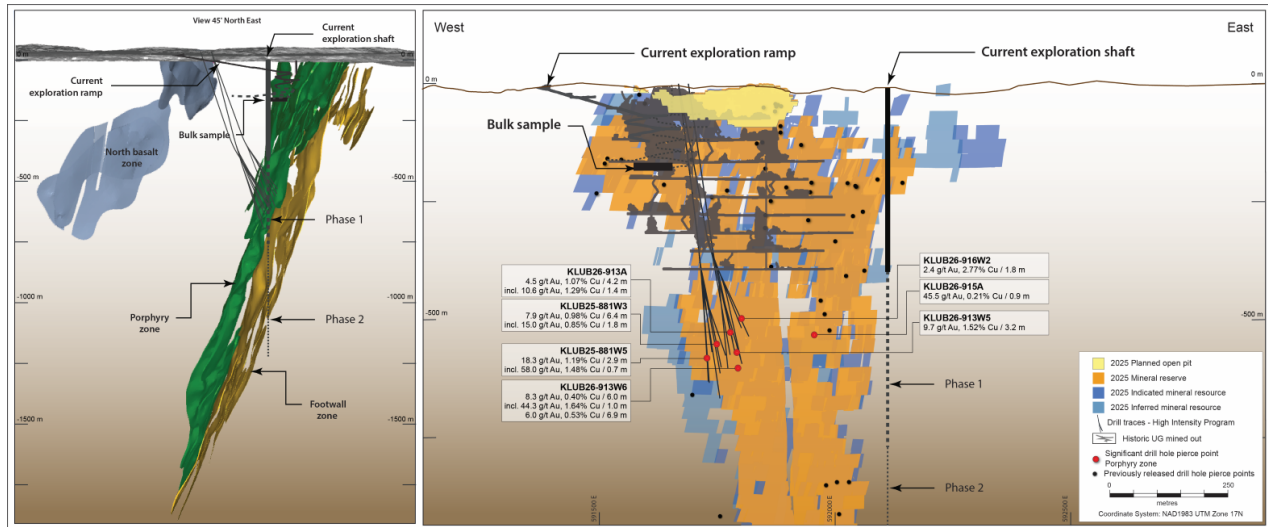 View 45° North East
Current
exploration shaft
0 m
0 m
Current
exploration ramp
Bulk sample
North basalt
zone
-500 m
-500 m
Phase 1
-1000 m
-1000 m
Porphyry
zone
Phase 2
Footwall
zone
-1500 m
-1500 m
West
East
Current exploration ramp
Current exploration shaft
0 m
0 m
Bulk sample
KLUB26-913A
4.5 g/t Au, 1.07% Cu / 4.2 m
incl. 10.6 g/t Au, 1.29% Cu / 1.4 m
KLUB25-881W3
7.9 g/t Au, 0.98% Cu / 6.4 m
incl. 15.0 g/t Au, 0.85% Cu / 1.8 m
KLUB25-881W5
18.3 g/t Au, 1.19% Cu / 2.9 m
incl. 58.0 g/t Au, 1.48% Cu / 0.7 m
KLUB26-913W6
8.3 g/t Au, 0.40% Cu / 6.0 m
incl. 44.3 g/t Au, 1.64% Cu / 1.0 m
6.0 g/t Au, 0.53% Cu / 6.9 m
KLUB26-916W2
2.4 g/t Au, 2.77% Cu / 1.8 m
KLUB26-915A
45.5 g/t Au, 0.21% Cu / 0.9 m
KLUB26-913W5
9.7 g/t Au, 1.52% Cu / 3.2 m
-500 m
-500 m
Phase 1
Phase 2
591500 E
592000 E
592500 E
2025 Planned open pit
2025 Mineral reserve
2025 Indicated mineral resource
2025 Inferred mineral resource
Drill traces - High Intensity Program
Historic UG mined out
Significant drill hole pierce point
Porphyry zone
Previously released drill hole pierce points
0
250
metres
Coordinate System: NAD1983 UTM Zone 17N